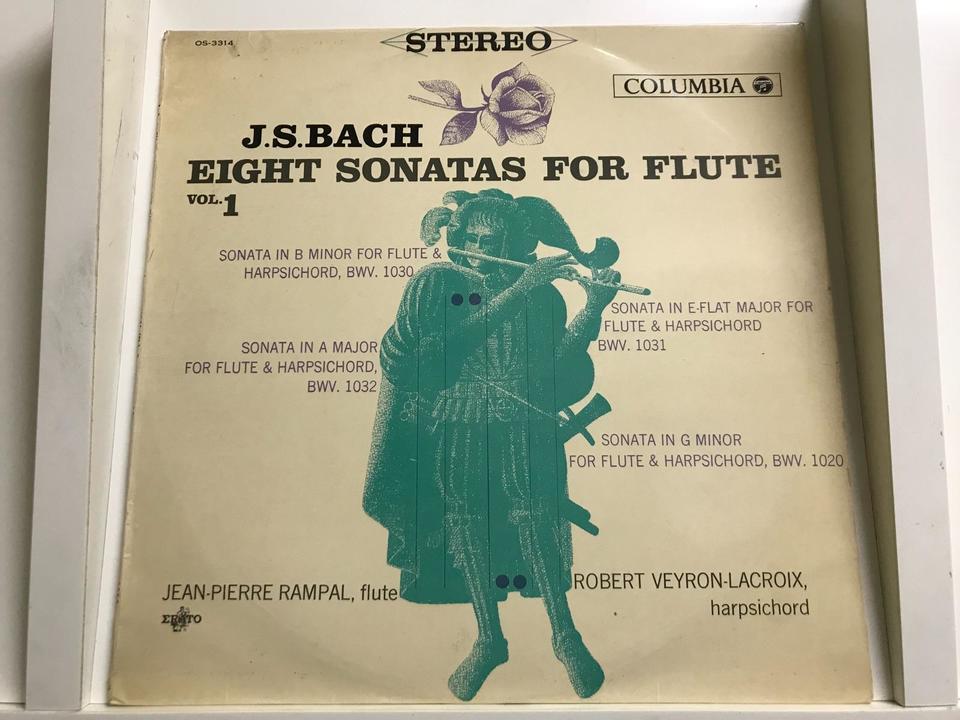 OS-3314
STEREO
COLUMBIA
J.S.BACH
EIGHT SONATAS FOR FLUTE
VOL.1
SONATA IN B MINOR FOR FLUTE &
HARPSICHORD, BWV. 1030
SONATA IN E-FLAT MAJOR FOR
FLUTE & HARPSICHORD
BWV. 1031
SONATA IN A MAJOR
FOR FLUTE & HARPSICHORD,
BWV. 1032
SONATA IN G MINOR
FOR FLUTE & HARPSICHORD, BWV. 1020
JEAN-PIERRE RAMPAL, flute
ROBERT VEYRON-LACROIX,
harpsichord
ΣRATO